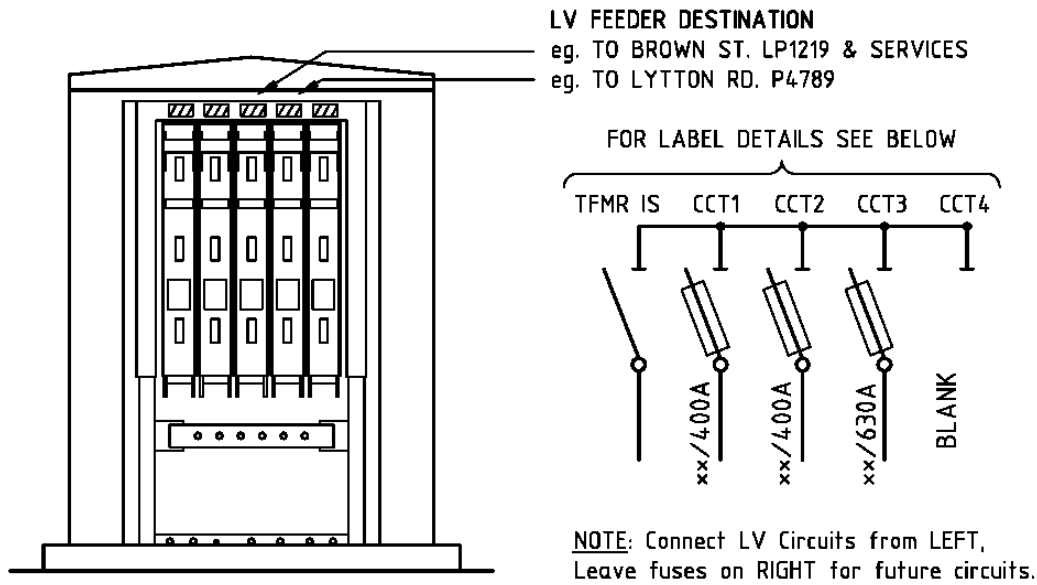 LV FEEDER DESTINATION
eg. TO BROWN ST. LP1219 & SERVICES
eg. TO LYTTON RD. P4789
FOR LABEL DETAILS SEE BELOW
TFMR IS CCT1 CCT2 CCT3 CCT4
xx/400A
xx/400A
xx/630A
BLANK
NOTE: Connect LV Circuits from LEFT,
Leave fuses on RIGHT for future circuits.